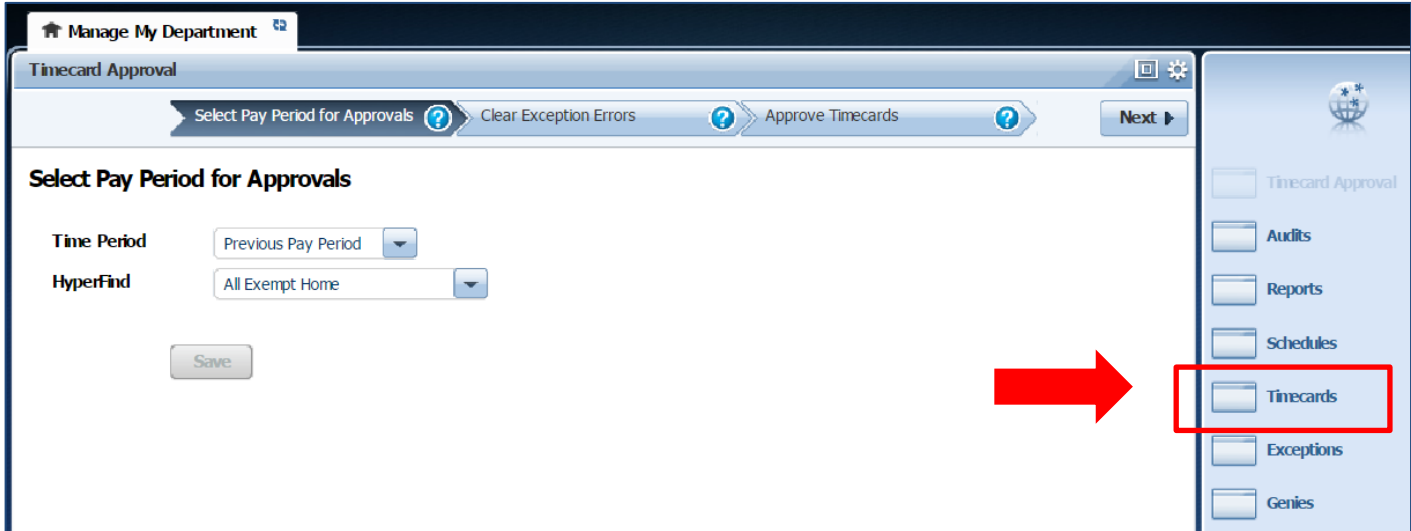 Manage My Department
Timecard Approval
Select Pay Period for Approvals ? Clear Exception Errors ? Approve Timecards ? Next
Select Pay Period for Approvals
Time Period Previous Pay Period
HyperFind All Exempt Home
Save
Timecard Approval
Audits
Reports
Schedules
Timecards
Exceptions
Genies